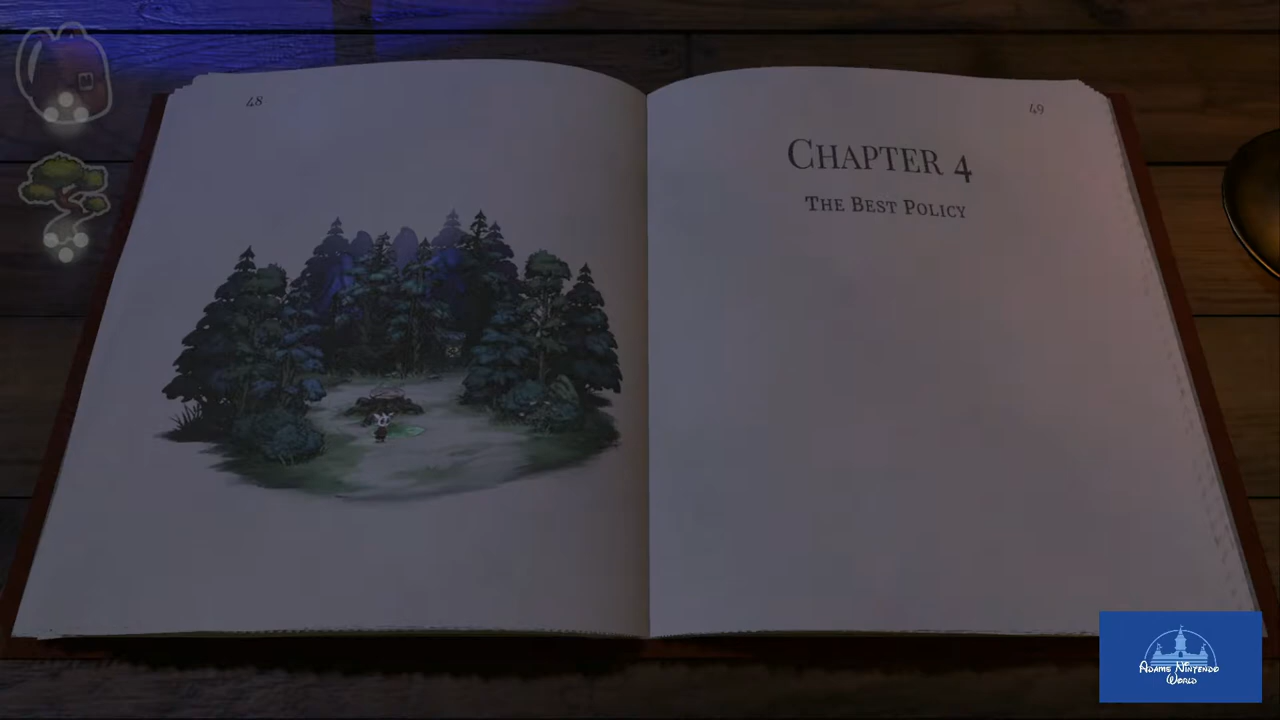 48
49
Chapter 4
The Best Policy
Adams Nintendo
World